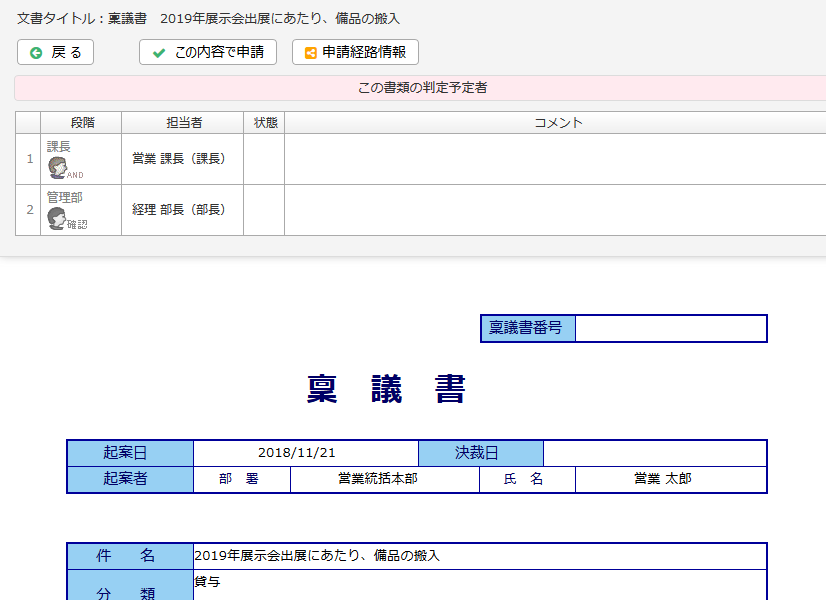 文書タイトル：稟議書　2019年展示会出展にあたり、備品の搬入
戻 る　この内容で申請　申請経路情報
この書類の判定予定者
段階　担当者　状態　コメント
1　課長　AND　営業 課長（課長）
2　管理部　確認　経理 部長（部長）
稟議書番号
稟　議　書
起案日　2018/11/21　決裁日
起案者　部　署　営業統括本部　氏　名　営業 太郎
件　名　2019年展示会出展にあたり、備品の搬入
分　類　貸与